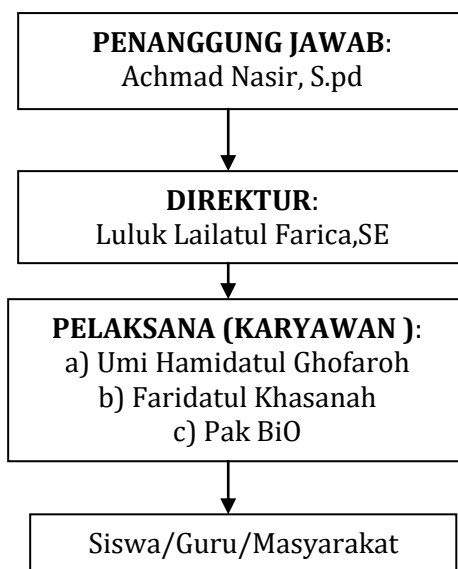 PENANGGUNG JAWAB:
Achmad Nasir, S.pd
DIREKTUR:
Luluk Lailatul Farica,SE
PELAKSANA (KARYAWAN ):
a) Umi Hamidatul Ghofaroh
b) Faridatul Khasanah
c) Pak BiO
Siswa/Guru/Masyarakat